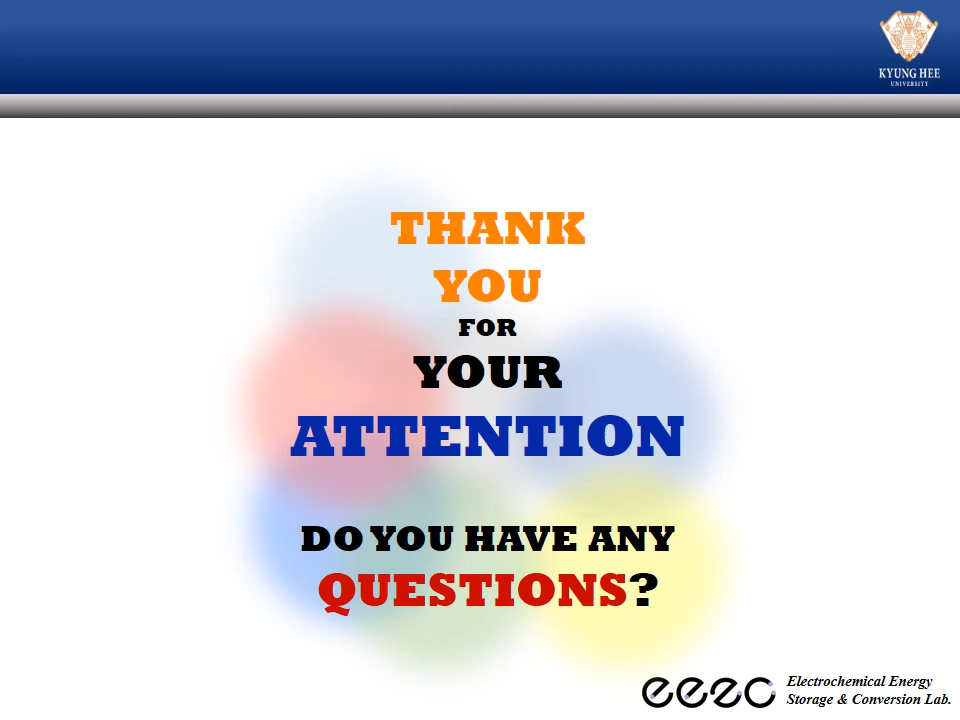 KYUNG HEE
UNIVERSITY
THANK
YOU
FOR
YOUR
ATTENTION
DO YOU HAVE ANY
QUESTIONS?
eesc
Electrochemical Energy
Storage & Conversion Lab.